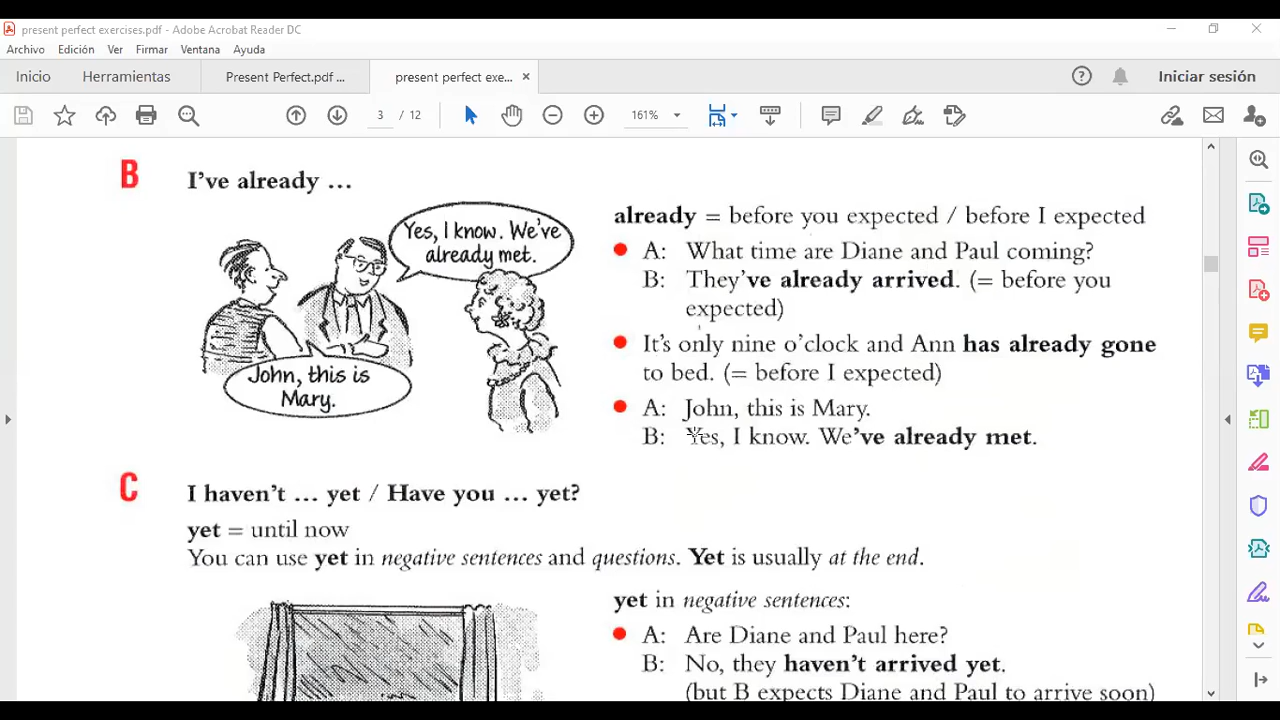 present perfect exercises.pdf - Adobe Acrobat Reader DC
Archivo Edición Ver Firmar Ventana Ayuda
Inicio Herramientas Present Perfect.pdf ... present perfect exe... × Iniciar sesión
3 / 12 161%
B I've already ...
Yes, I know. We've
already met.
John, this is
Mary.
already = before you expected / before I expected
A: What time are Diane and Paul coming?
B: They've already arrived. (= before you
expected)
It's only nine o'clock and Ann has already gone
to bed. (= before I expected)
A: John, this is Mary.
B: Yes, I know. We've already met.
C I haven't ... yet / Have you ... yet?
yet = until now
You can use yet in negative sentences and questions. Yet is usually at the end.
yet in negative sentences:
A: Are Diane and Paul here?
B: No, they haven't arrived yet.
(but B expects Diane and Paul to arrive soon)